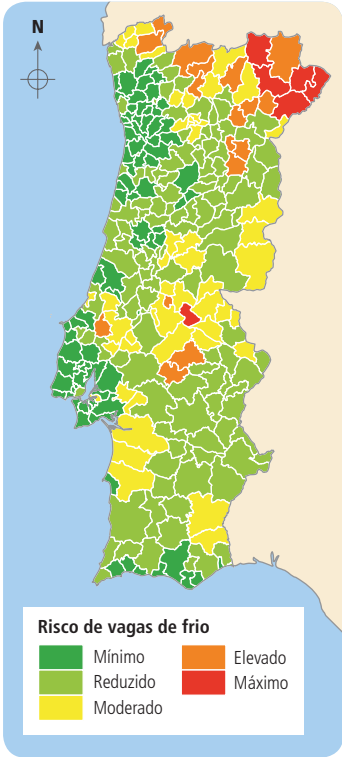 N
Risco de vagas de frio
Mínimo
Reduzido
Moderado
Elevado
Máximo